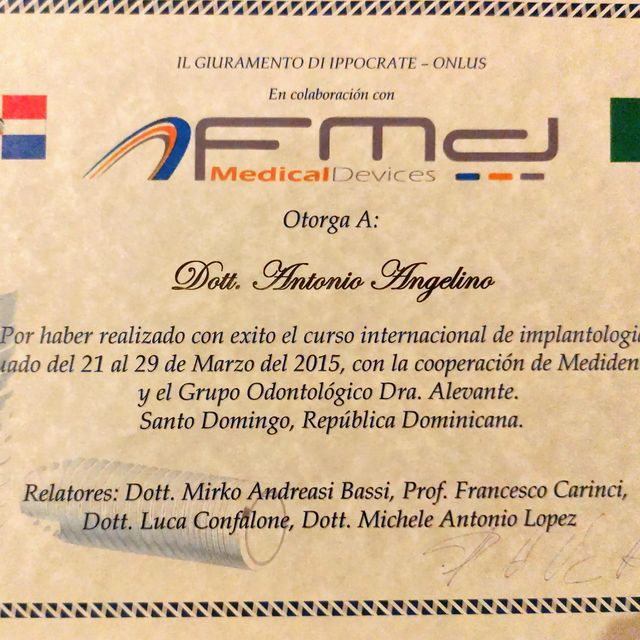 IL GIURAMENTO DI IPPOCRATE – ONLUS
En colaboración con
FMD
MedicalDevices
Otorga A:
Dott. Antonio Angelino
Por haber realizado con exito el curso internacional de implantologi
uado del 21 al 29 de Marzo del 2015, con la cooperación de Mediden
y el Grupo Odontológico Dra. Alevante.
Santo Domingo, República Dominicana.
Relatores: Dott. Mirko Andreasi Bassi, Prof. Francesco Carinci,
Dott. Luca Confalone, Dott. Michele Antonio Lopez